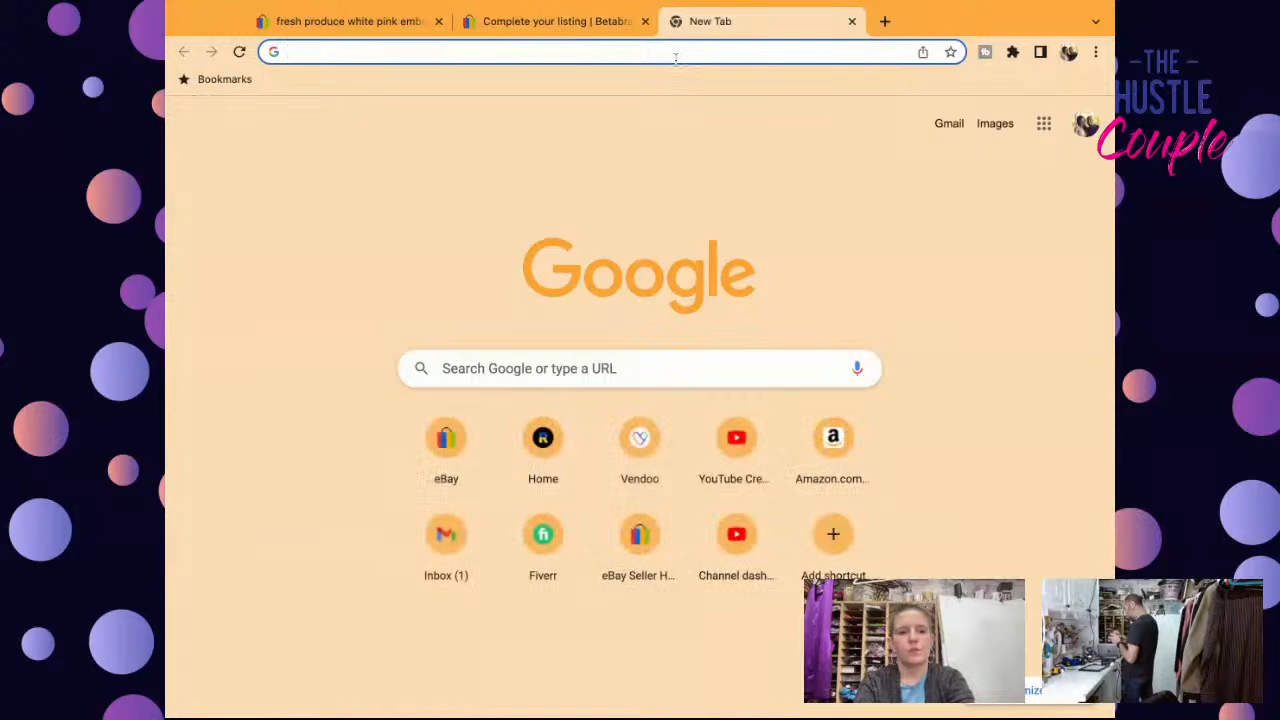 fresh produce white pink emb
Complete your listing | Betabra
New Tab
Bookmarks
-THE-
HUSTLE
Couple
Gmail
Images
Google
Search Google or type a URL
eBay
Home
Vendoo
YouTube Cre...
Amazon.com...
Inbox (1)
Fiverr
eBay Seller H...
Channel dash...
Add shortcut